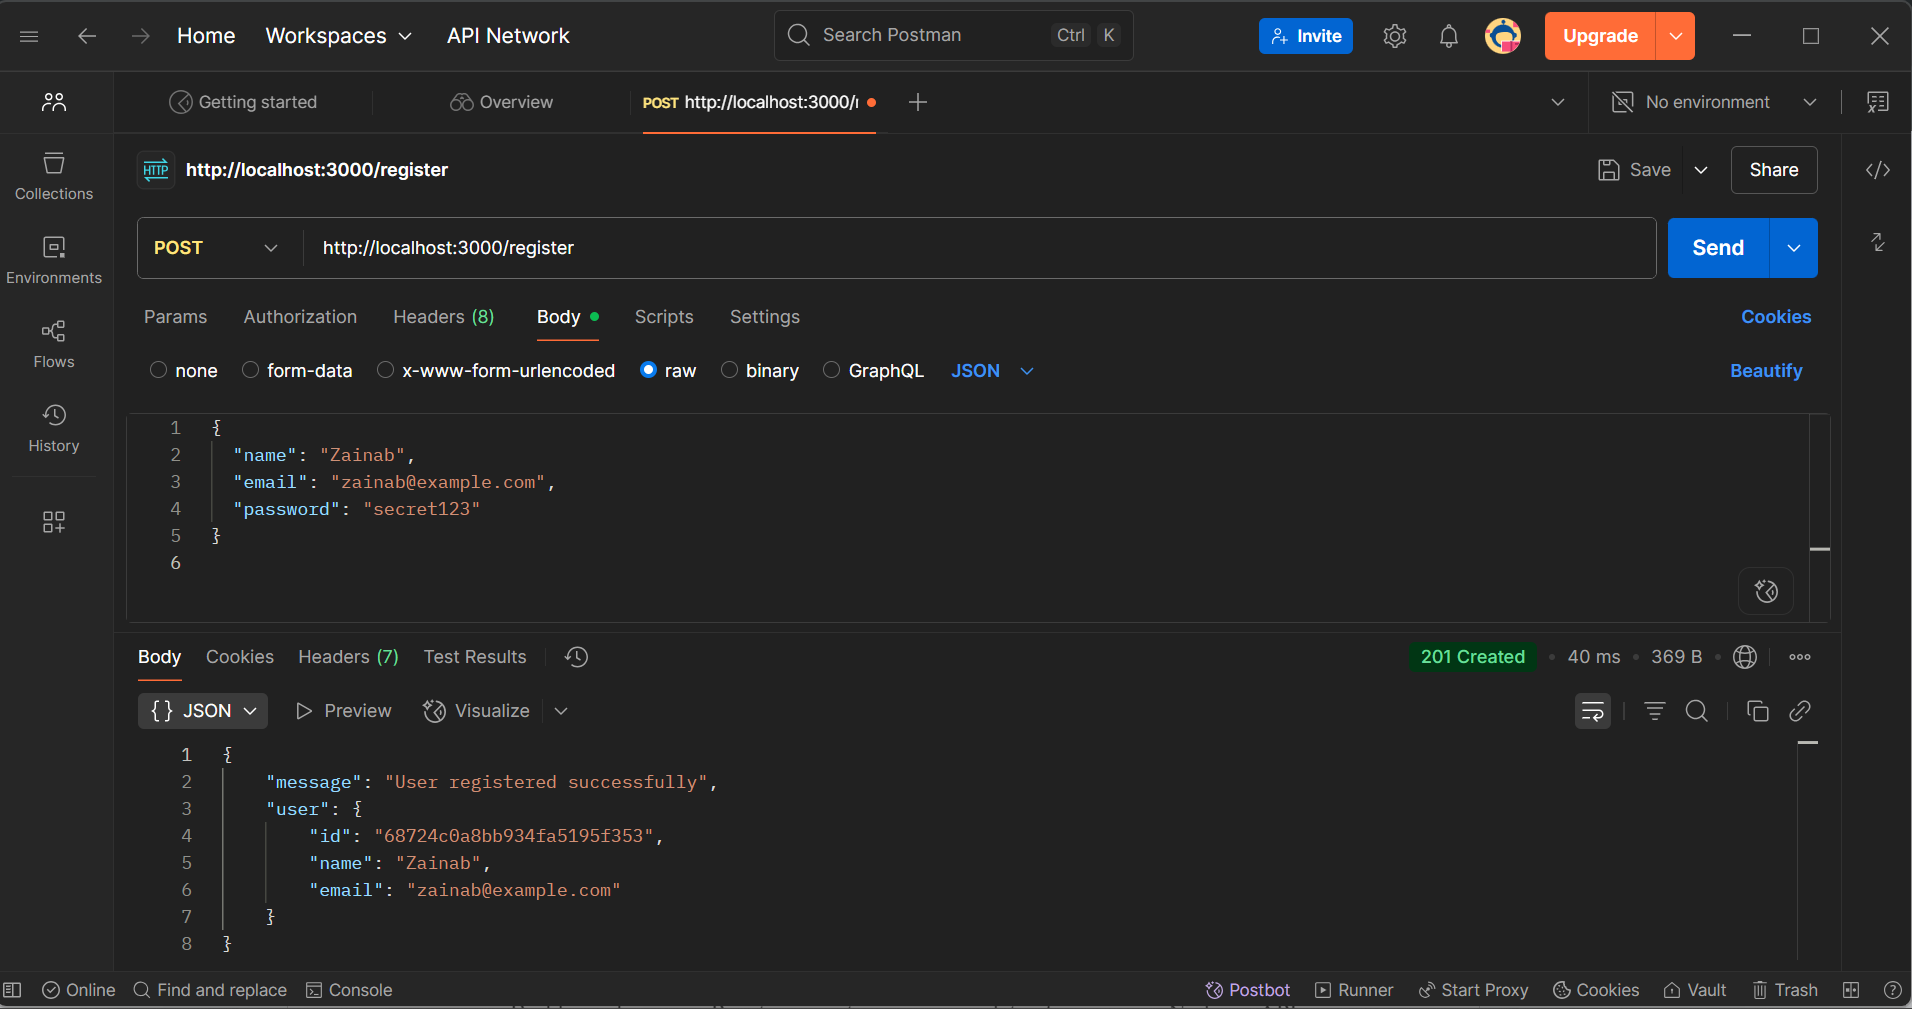 Home Workspaces API Network Search Postman Ctrl K Invite Upgrade
Getting started Overview POST http://localhost:3000/r No environment
HTTP http://localhost:3000/register Save Share
Collections
Environments
Flows
History
POST http://localhost:3000/register Send
Params Authorization Headers (8) Body Scripts Settings Cookies
none form-data x-www-form-urlencoded raw binary GraphQL JSON Beautify
1 {
2 "name": "Zainab",
3 "email": "zainab@example.com",
4 "password": "secret123"
5 }
6
Body Cookies Headers (7) Test Results 201 Created • 40 ms • 369 B •
{} JSON Preview Visualize
1 {
2 "message": "User registered successfully",
3 "user": {
4 "id": "68724c0a8bb934fa5195f353",
5 "name": "Zainab",
6 "email": "zainab@example.com"
7 }
8 }
Online Find and replace Console Postbot Runner Start Proxy Cookies Vault Trash